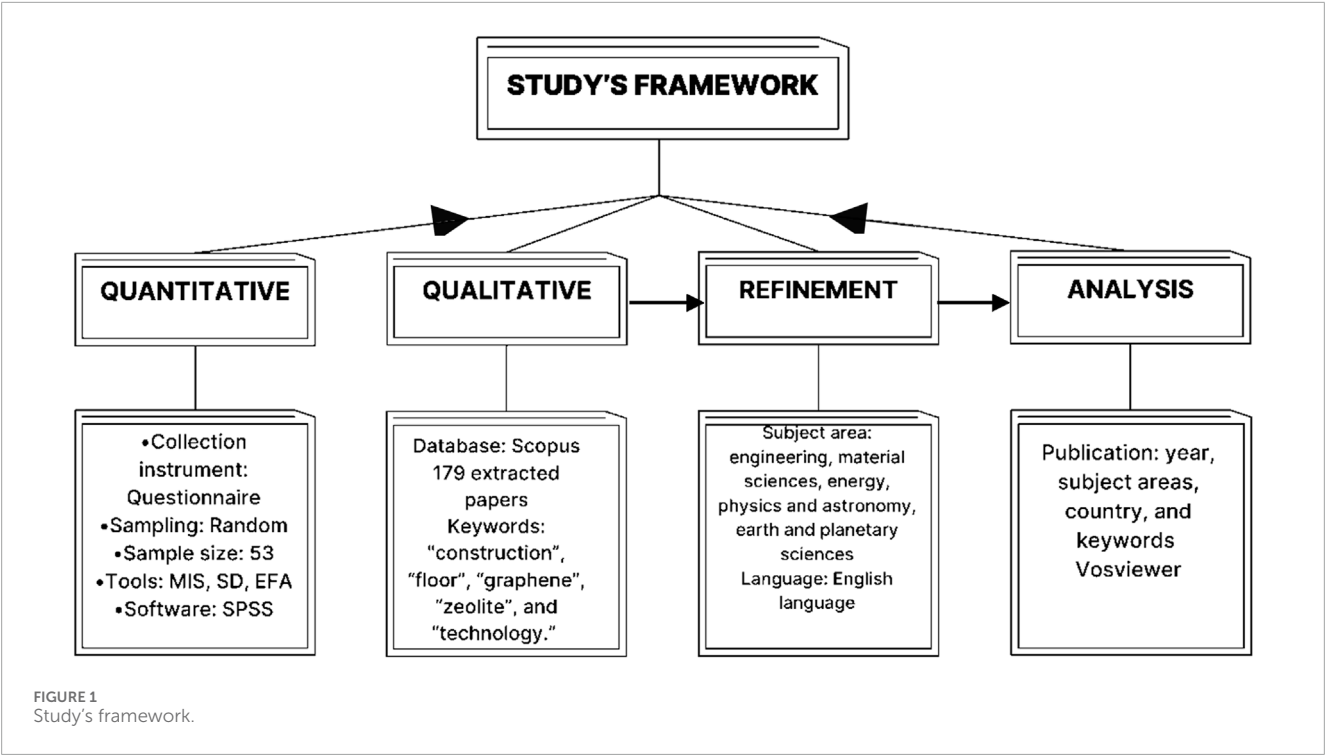 STUDY'S FRAMEWORK
QUANTITATIVE
QUALITATIVE
REFINEMENT
ANALYSIS
•Collection
instrument:
Questionnaire
•Sampling: Random
•Sample size: 53
•Tools: MIS, SD, EFA
•Software: SPSS
Database: Scopus
179 extracted
papers
Keywords:
“construction”,
“floor”, “graphene”,
“zeolite”, and
“technology.”
Subject area:
engineering, material
sciences, energy,
physics and astronomy,
earth and planetary
sciences
Language: English
language
Publication: year,
subject areas,
country, and
keywords
Vosviewer
FIGURE 1
Study's framework.